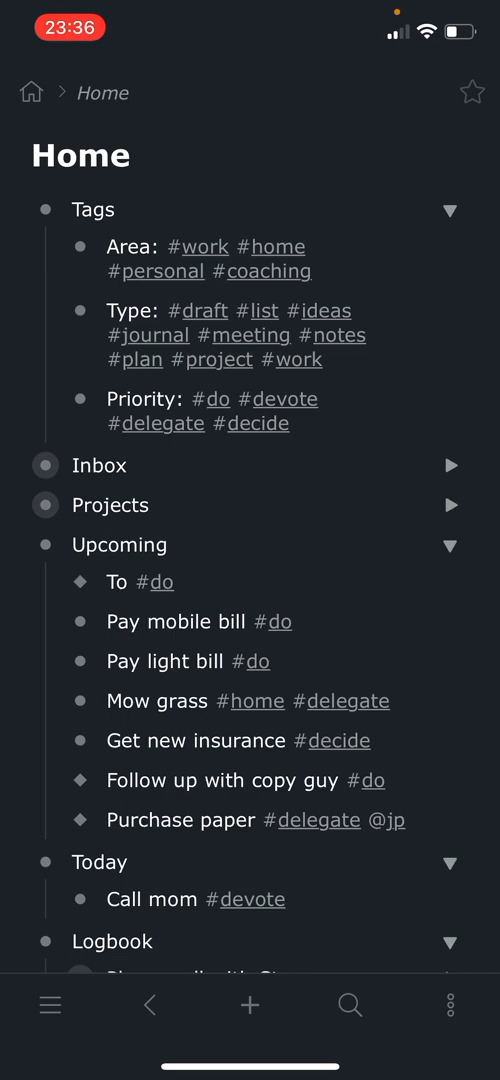 23:36
Home
Home
Tags
Area: #work #home
#personal #coaching
Type: #draft #list #ideas
#journal #meeting #notes
#plan #project #work
Priority: #do #devote
#delegate #decide
Inbox
Projects
Upcoming
To #do
Pay mobile bill #do
Pay light bill #do
Mow grass #home #delegate
Get new insurance #decide
Follow up with copy guy #do
Purchase paper #delegate @jp
Today
Call mom #devote
Logbook